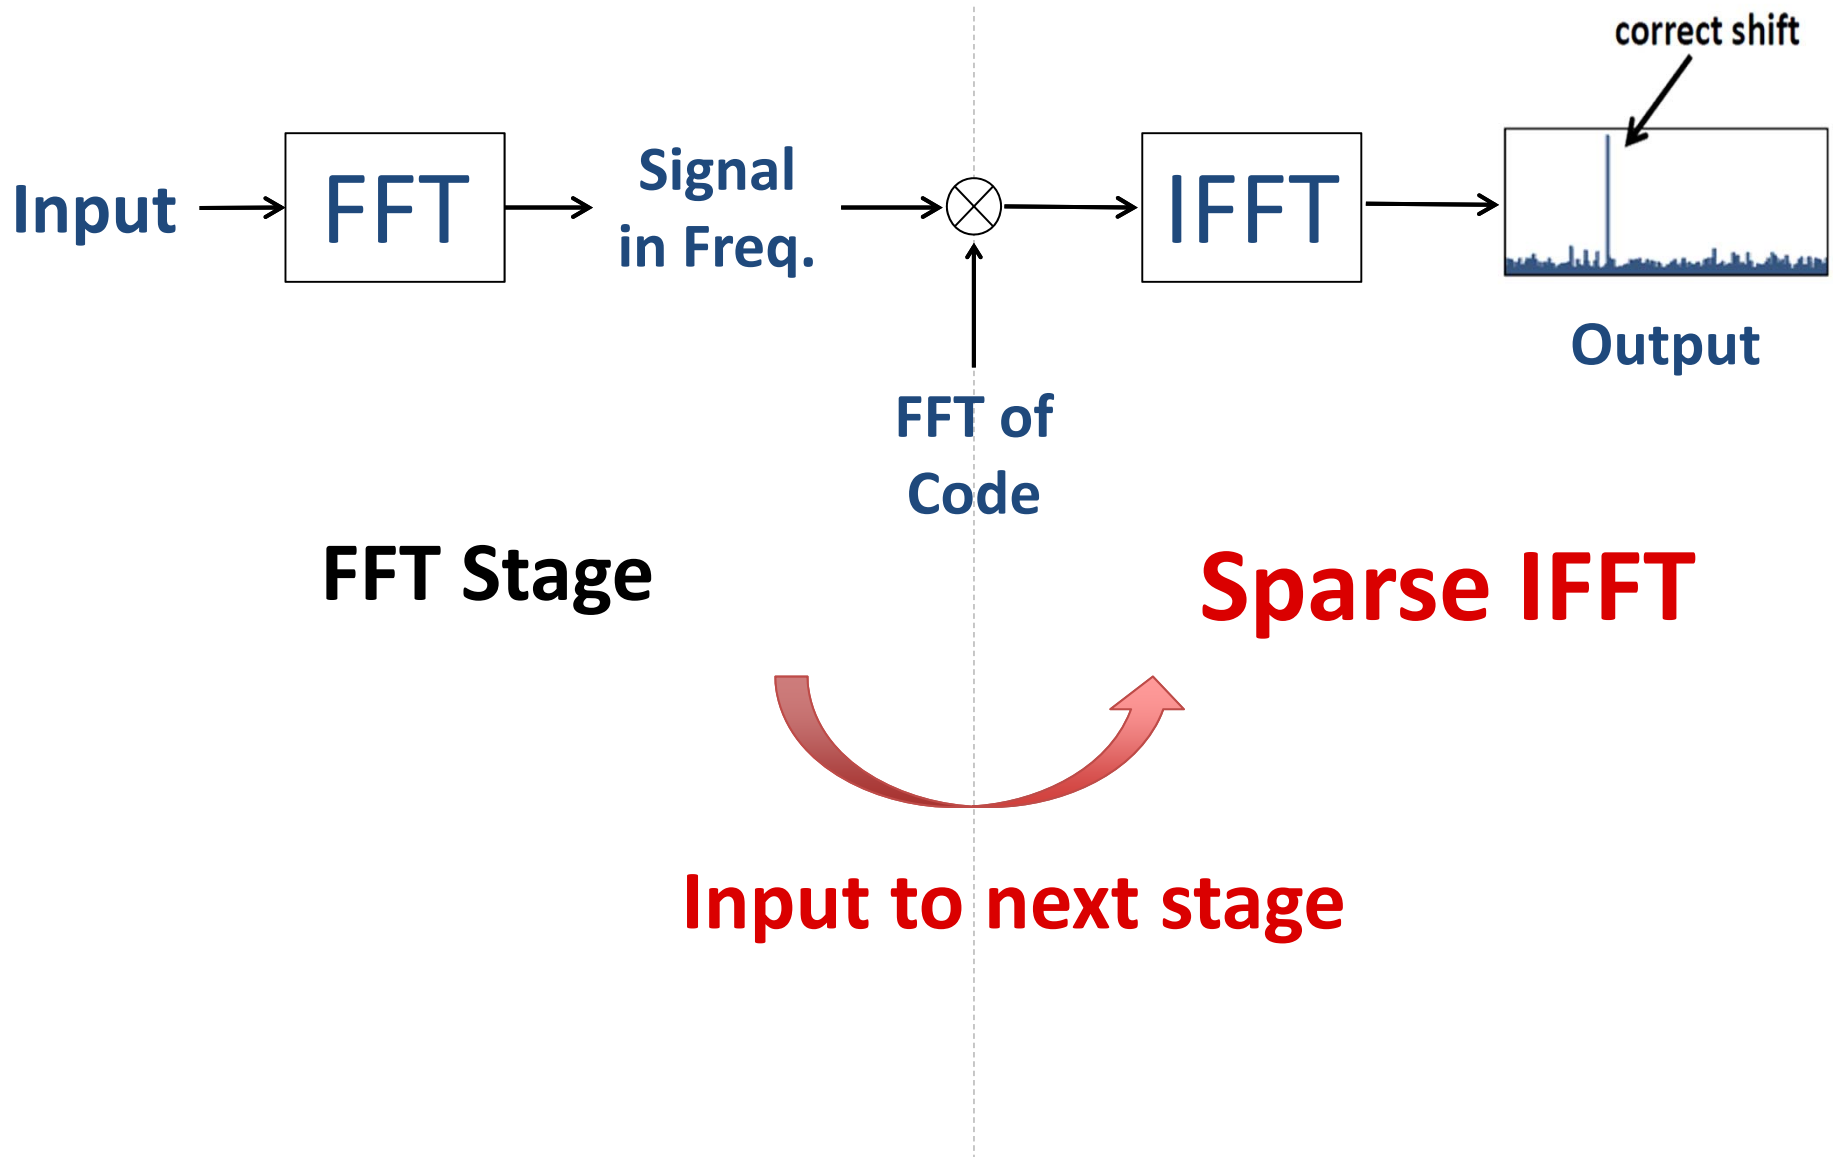 correct shift
Input
FFT
Signal
in Freq.
IFFT
Output
FFT of
Code
FFT Stage
Sparse IFFT
Input to next stage